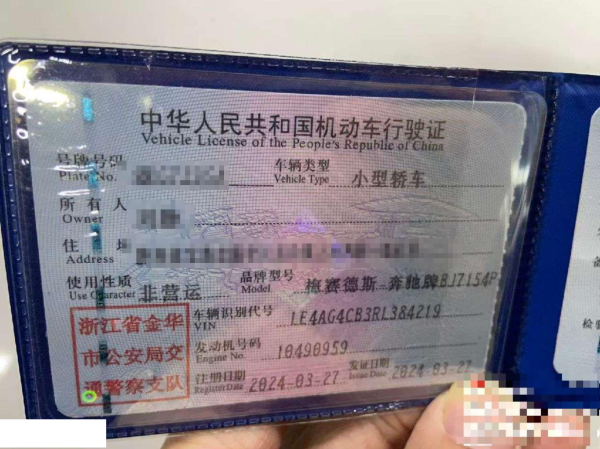 中华人民共和国机动车行驶证
Vehicle License of the People's Republic of China
号牌号码
Plate No.
车辆类型
Vehicle Type
小型轿车
所有人
Owner
住址
Address
使用性质
Use Character
非营运
品牌型号
Model
梅赛德斯-奔驰牌BJ7154P
浙江省金华
市公安局交
通警察支队
车辆识别代号
VIN
LE4AG4CB3RL384219
发动机号码
Engine No.
10490959
注册日期
Register Date
2024-03-27
发证日期
Issue Date
2024-03-27